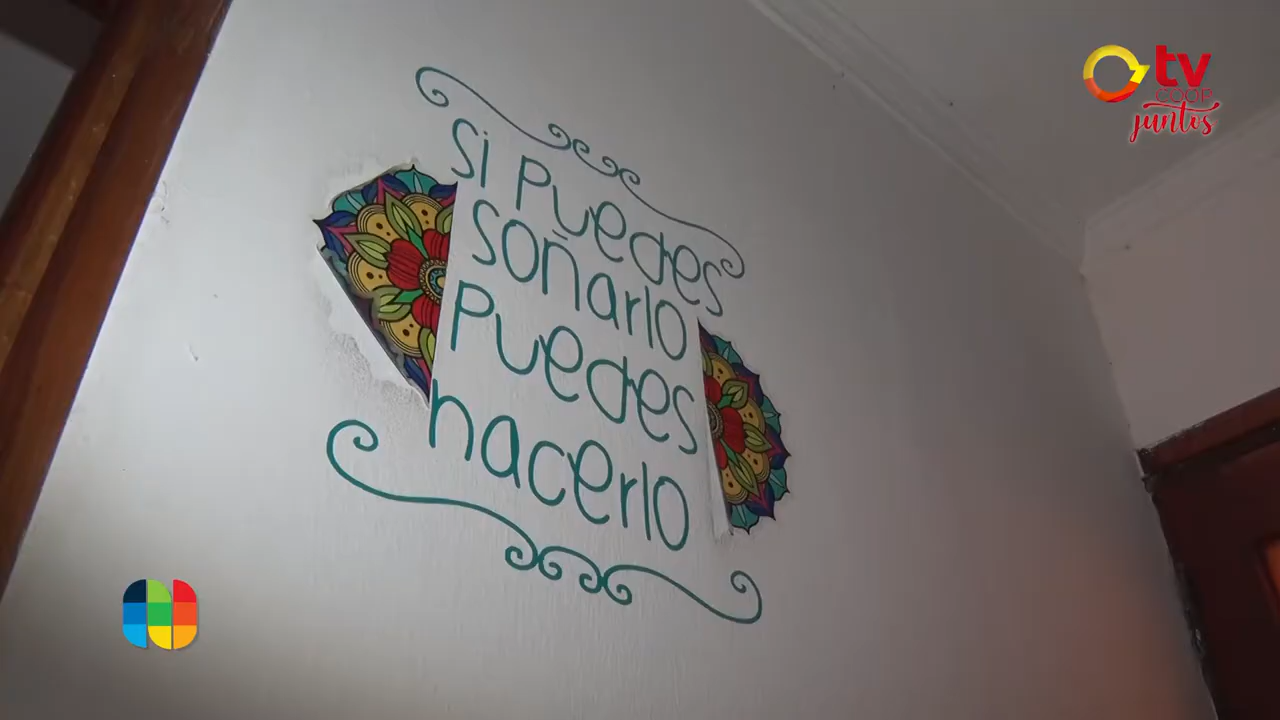 tv
COOP
juntos
Si Puedes
Soñarlo
Puedes
hacerlo